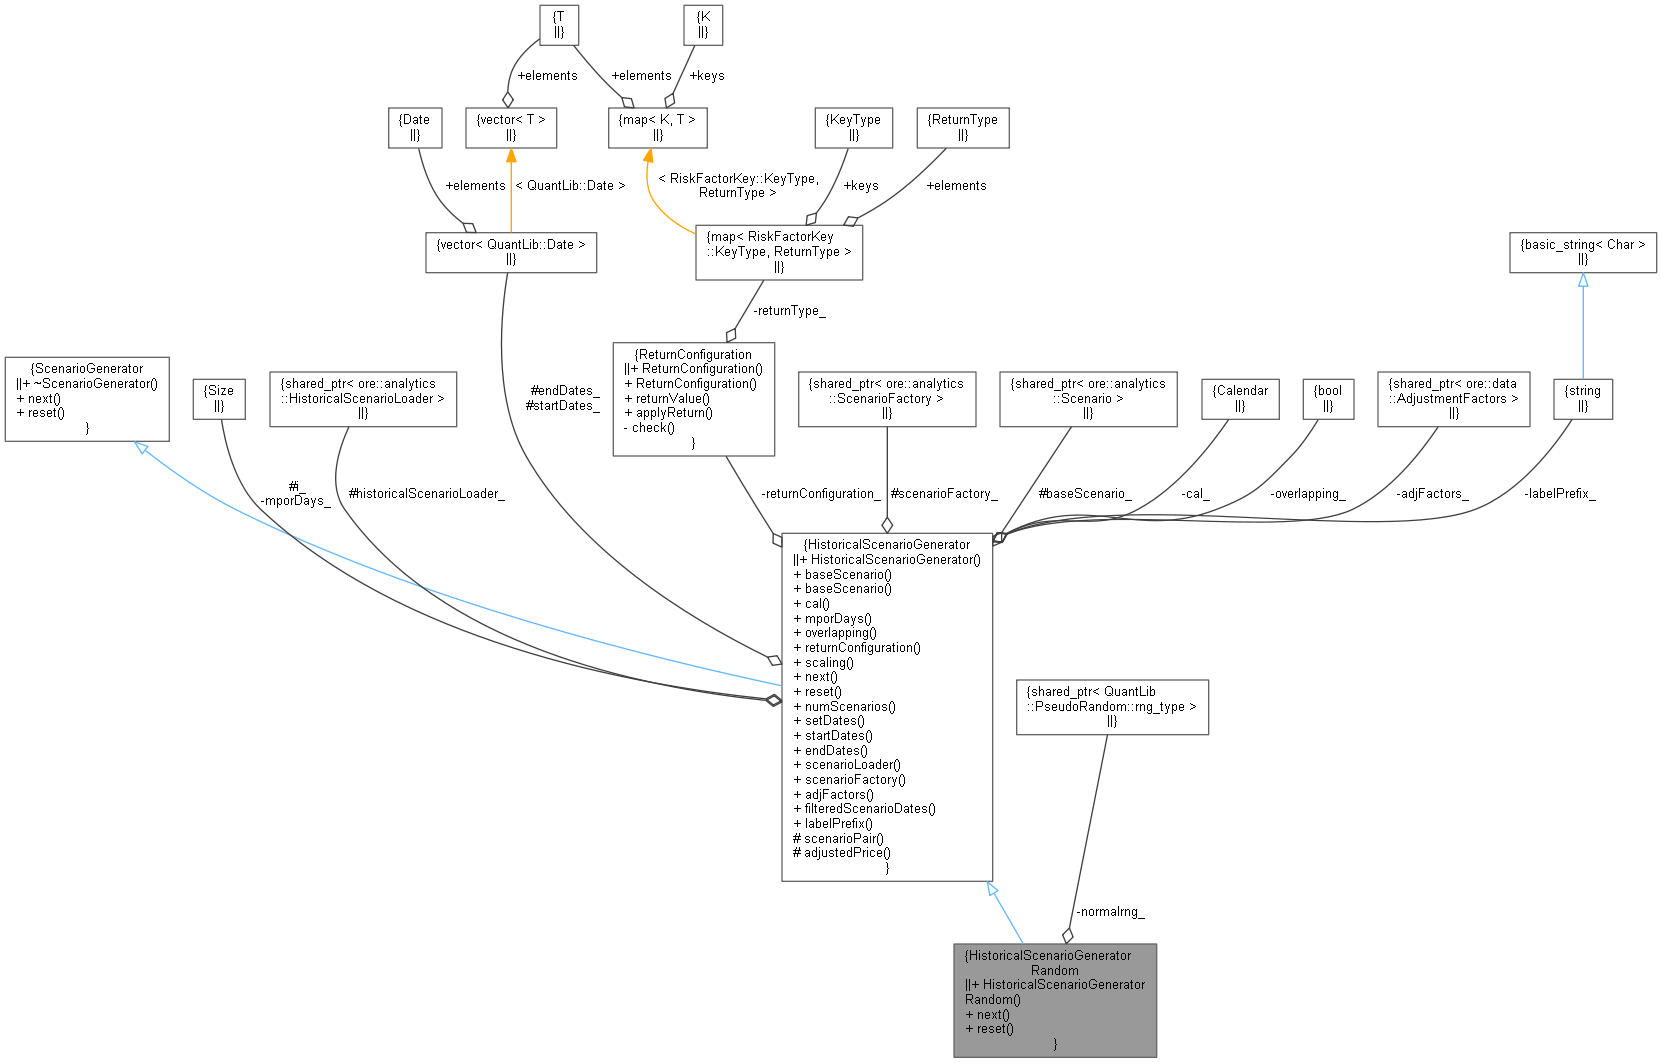 {T
||}
{K
||}
+elements
+elements
+keys
{Date
||}
{vector< T >
||}
{map< K, T >
||}
{KeyType
||}
{ReturnType
||}
+elements
< QuantLib::Date >
< RiskFactorKey::KeyType,
ReturnType >
+keys
+elements
{vector< QuantLib::Date >
||}
{map< RiskFactorKey
::KeyType, ReturnType >
||}
{basic_string< Char >
||}
-returnType_
{ScenarioGenerator
||+ ~ScenarioGenerator()
+ next()
+ reset()
}
{Size
||}
{shared_ptr< ore::analytics
::HistoricalScenarioLoader >
||}
#endDates_
#startDates_
{ReturnConfiguration
||+ ReturnConfiguration()
+ ReturnConfiguration()
+ returnValue()
+ applyReturn()
- check()
}
{shared_ptr< ore::analytics
::ScenarioFactory >
||}
{shared_ptr< ore::analytics
::Scenario >
||}
{Calendar
||}
{bool
||}
{shared_ptr< ore::data
::AdjustmentFactors >
||}
{string
||}
#i_
-mporDays_
#historicalScenarioLoader_
-returnConfiguration_
#scenarioFactory_
#baseScenario_
-cal_
-overlapping_
-adjFactors_
-labelPrefix_
{HistoricalScenarioGenerator
||+ HistoricalScenarioGenerator()
+ baseScenario()
+ baseScenario()
+ cal()
+ mporDays()
+ overlapping()
+ returnConfiguration()
+ scaling()
+ next()
+ reset()
+ numScenarios()
+ setDates()
+ startDates()
+ endDates()
+ scenarioLoader()
+ scenarioFactory()
+ adjFactors()
+ filteredScenarioDates()
+ labelPrefix()
# scenarioPair()
# adjustedPrice()
}
{shared_ptr< QuantLib
::PseudoRandom::rng_type >
||}
-normalrng_
{HistoricalScenarioGenerator
Random
||+ HistoricalScenarioGenerator
Random()
+ next()
+ reset()
}